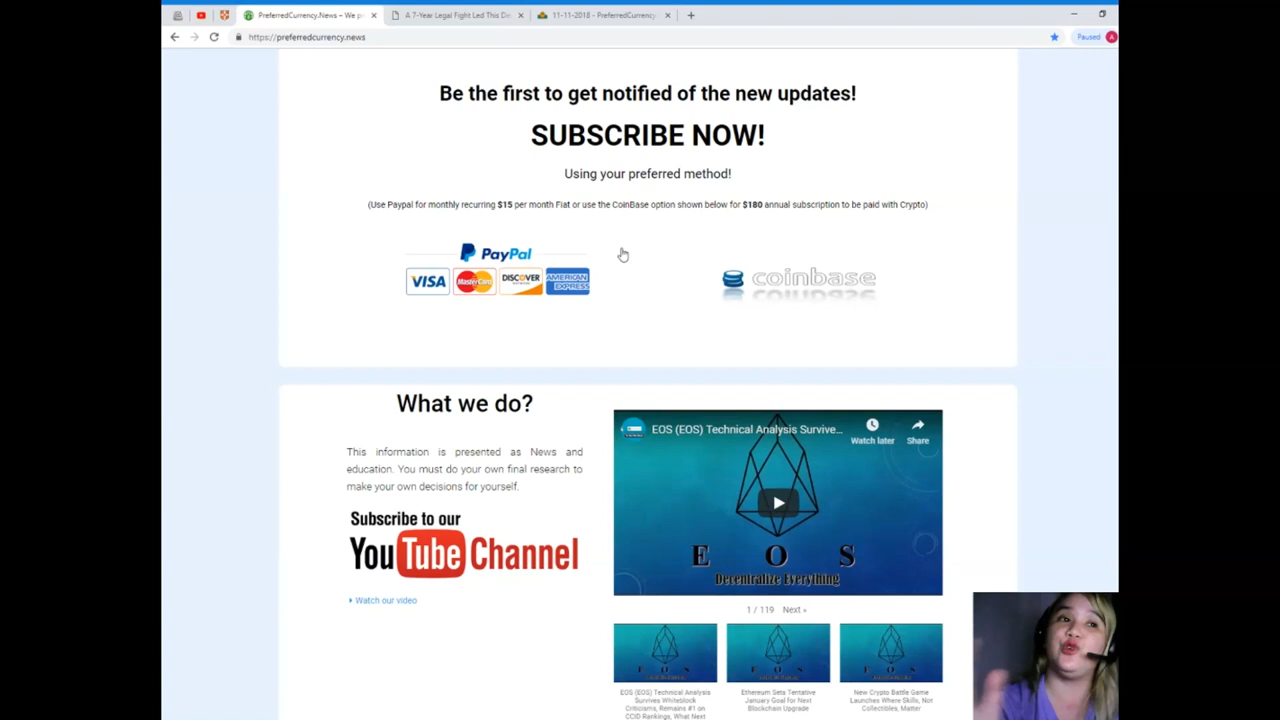 PreferredCurrency.News – We p
A 7-Year Legal Fight Led This De
11-11-2018 - PreferredCurrency
https://preferredcurrency.news
Paused
A
Be the first to get notified of the new updates!
SUBSCRIBE NOW!
Using your preferred method!
(Use Paypal for monthly recurring $15 per month Fiat or use the CoinBase option shown below for $180 annual subscription to be paid with Crypto)
PayPal
VISA
MasterCard
DISCOVER
AMERICAN EXPRESS
coinbase
What we do?
This information is presented as News and
education. You must do your own final research to
make your own decisions for yourself.
Subscribe to our
YouTube Channel
Watch our video
EOS (EOS) Technical Analysis Survive...
Watch later
Share
E O S
Decentralize Everything
1 / 119 Next »
E O S
E O S
E O S
EOS (EOS) Technical Analysis
Survives Whiteblock
Criticisms, Remains #1 on
CCID Rankings, What Next
Ethereum Sets Tentative
January Goal for Next
Blockchain Upgrade
New Crypto Battle Game
Launches Where Skills, Not
Collectibles, Matter